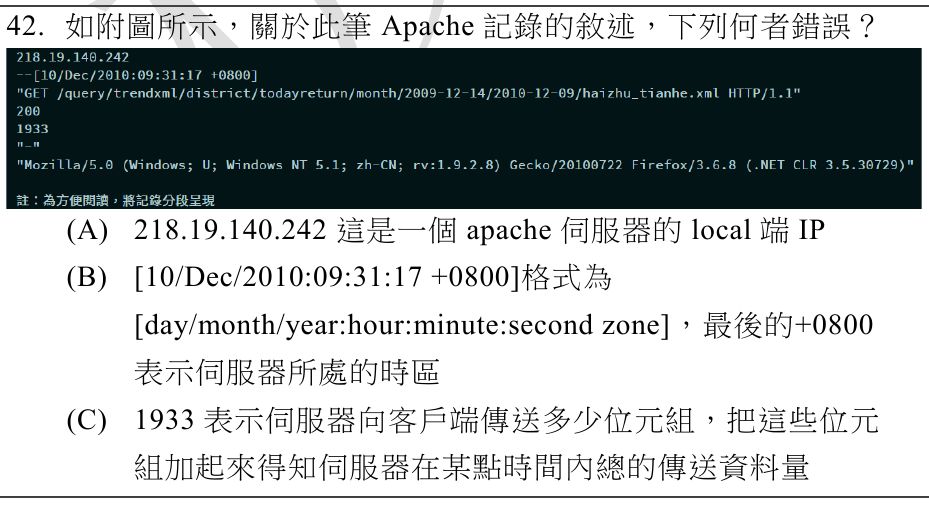 42. 如附圖所示，關於此筆 Apache 記錄的敘述，下列何者錯誤？
218.19.140.242
--[10/Dec/2010:09:31:17 +0800]
"GET /query/trendxml/district/todayreturn/month/2009-12-14/2010-12-09/haizhu_tianhe.xml HTTP/1.1"
200
1933
"-"
"Mozilla/5.0 (Windows; U; Windows NT 5.1; zh-CN; rv:1.9.2.8) Gecko/20100722 Firefox/3.6.8 (.NET CLR 3.5.30729)"
註：為方便閱讀，將記錄分段呈現
(A) 218.19.140.242 這是一個 apache 伺服器的 local 端 IP
(B) [10/Dec/2010:09:31:17 +0800]格式為
[day/month/year:hour:minute:second zone]，最後的+0800
表示伺服器所處的時區
(C) 1933 表示伺服器向客戶端傳送多少位元組，把這些位元
組加起來得知伺服器在某點時間內總的傳送資料量